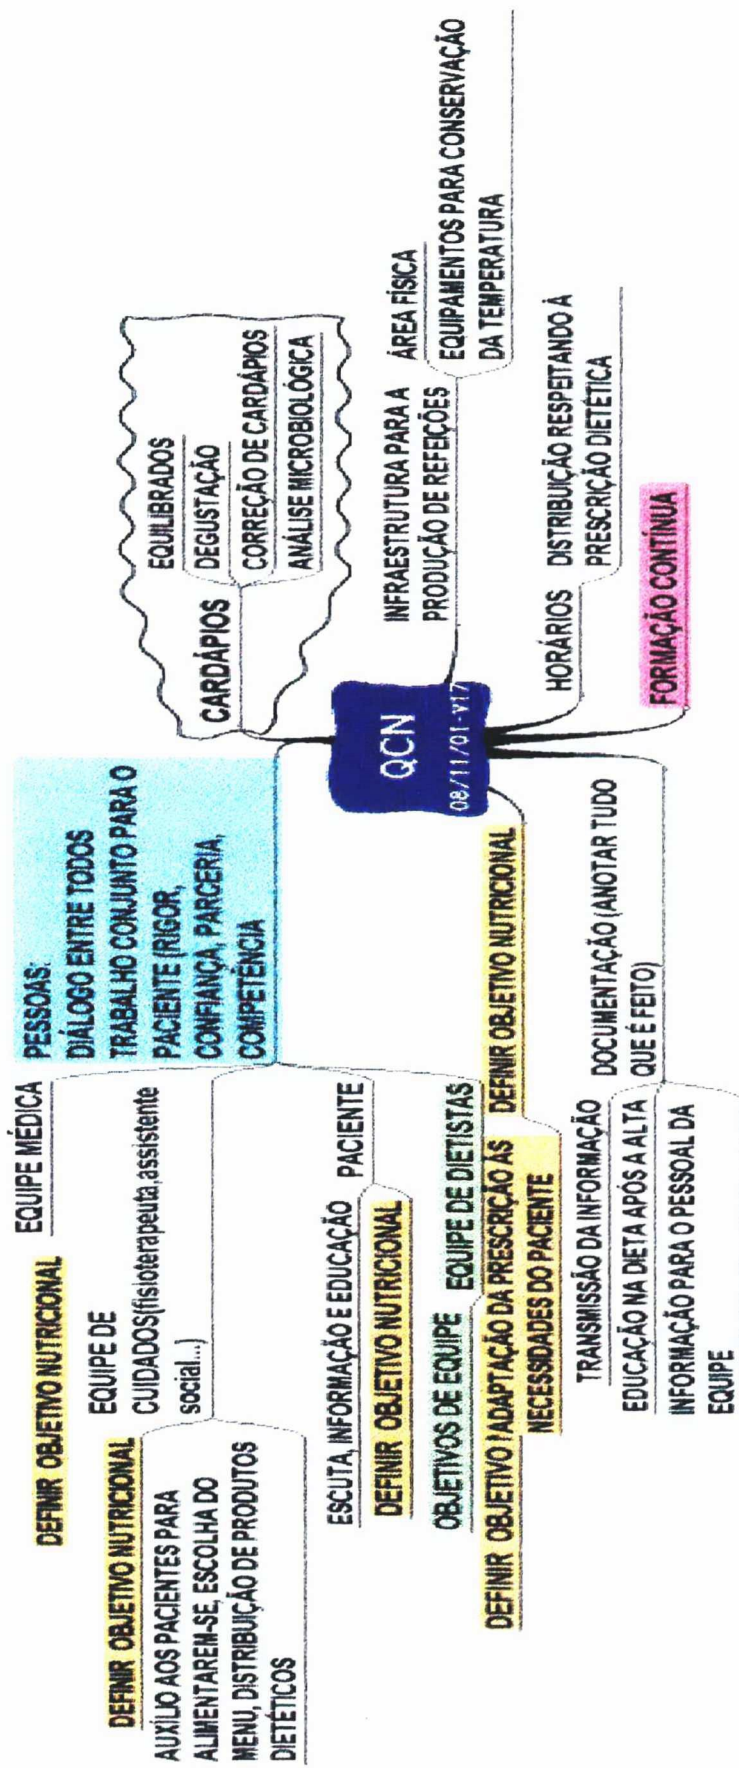 DEFINIR OBJETIVO NUTRICIONAL
EQUIPE MÉDICA
PESSOAS:
DIÁLOGO ENTRE TODOS
TRABALHO CONJUNTO PARA O
PACIENTE (RIGOR,
CONFIANÇA, PARCERIA,
COMPETÊNCIA
DEFINIR OBJETIVO NUTRICIONAL
AUXÍLIO AOS PACIENTES PARA
ALIMENTAREM-SE, ESCOLHA DO
MENU, DISTRIBUIÇÃO DE PRODUTOS
DIETÉTICOS
EQUIPE DE
CUIDADOS(fisioterapeuta,assistente
social...)
ESCUTA, INFORMAÇÃO E EDUCAÇÃO
DEFINIR OBJETIVO NUTRICIONAL
PACIENTE
OBJETIVOS DE EQUIPE
EQUIPE DE DIETISTAS
DEFINIR OBJETIVO /ADAPTAÇÃO DA PRESCRIÇÃO ÀS
NECESSIDADES DO PACIENTE
DEFINIR OBJETIVO NUTRICIONAL
TRANSMISSÃO DA INFORMAÇÃO
EDUCAÇÃO NA DIETA APÓS A ALTA
INFORMAÇÃO PARA O PESSOAL DA
EQUIPE
DOCUMENTAÇÃO (ANOTAR TUDO
QUE É FEITO)
QCN
08/11/01-v17
CARDÁPIOS
EQUILIBRADOS
DEGUSTAÇÃO
CORREÇÃO DE CARDÁPIOS
ANÁLISE MICROBIOLÓGICA
INFRAESTRUTURA PARA A
PRODUÇÃO DE REFEIÇÕES
ÁREA FÍSICA
EQUIPAMENTOS PARA CONSERVAÇÃO
DA TEMPERATURA
HORÁRIOS
DISTRIBUIÇÃO RESPEITANDO À
PRESCRIÇÃO DIETÉTICA
FORMAÇÃO CONTÍNUA